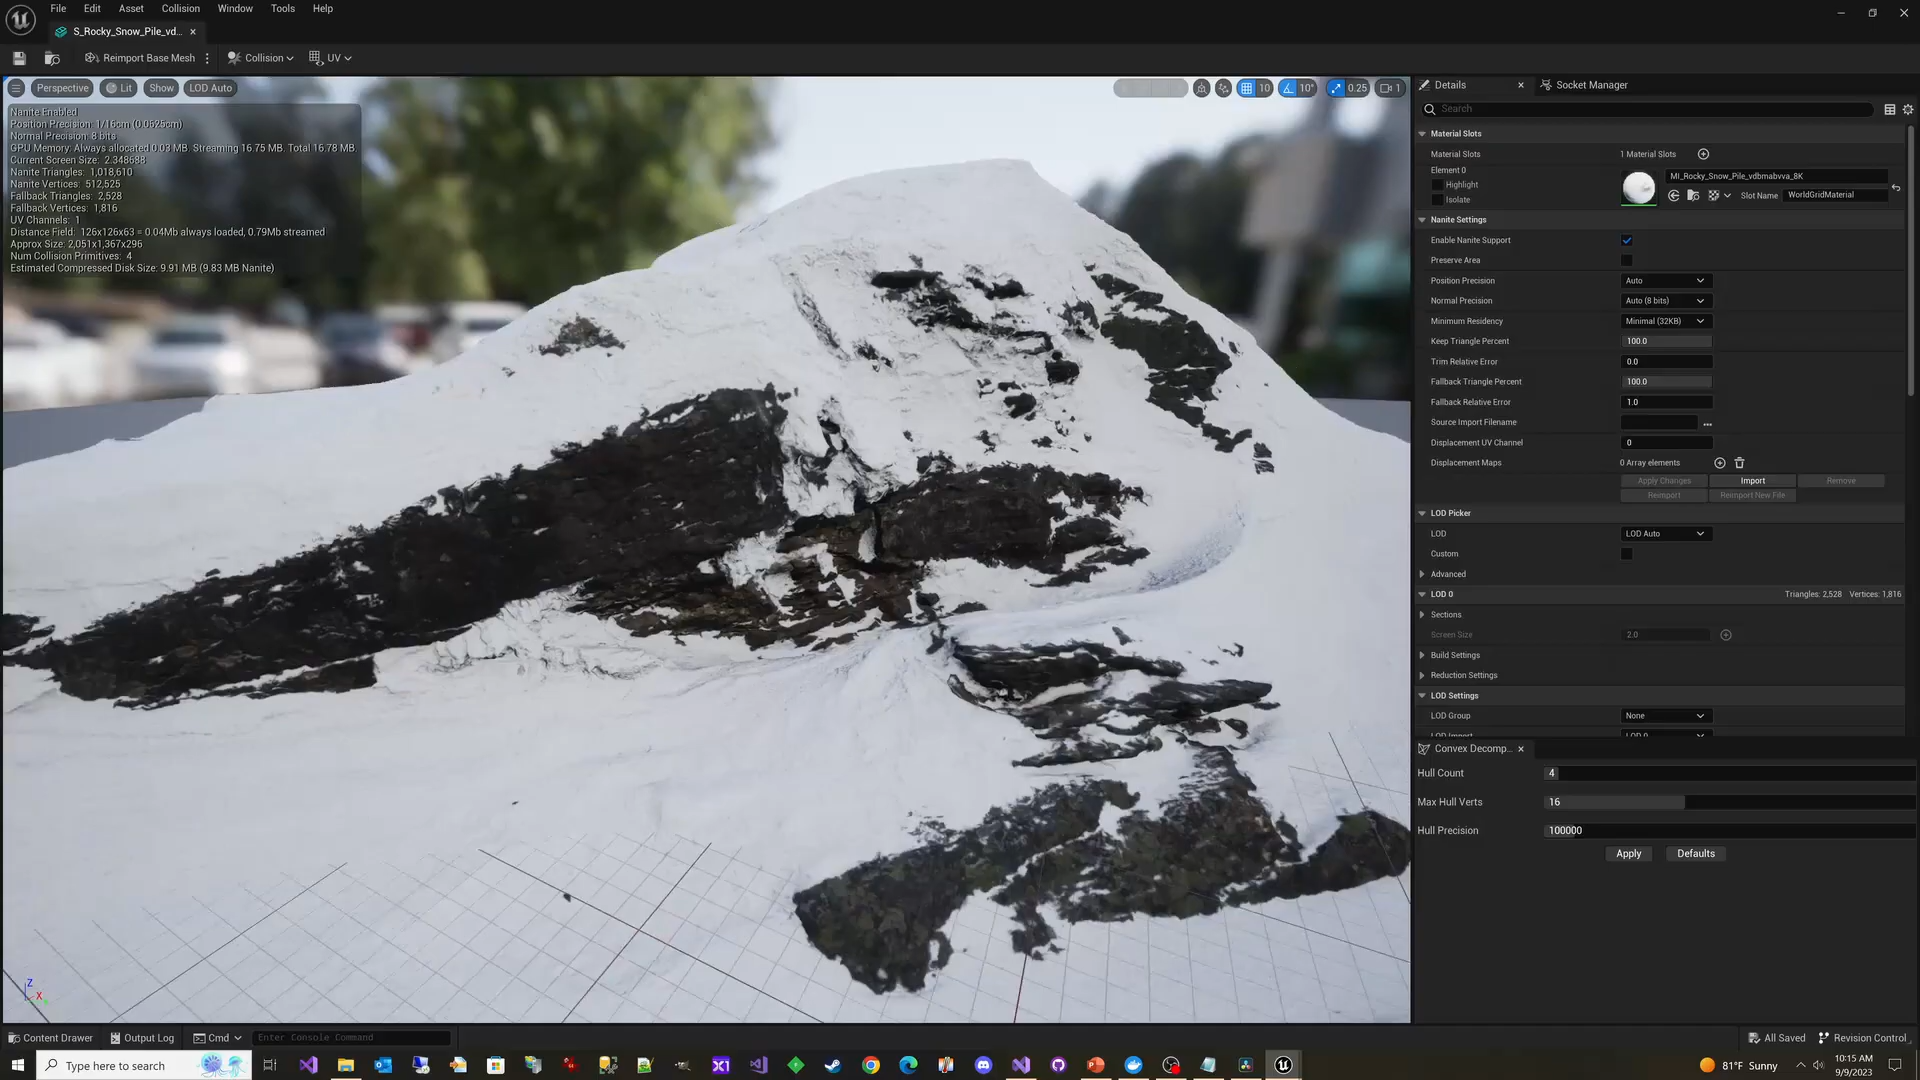 File Edit Asset Collision Window Tools Help
S_Rocky_Snow_Pile_vd...
Reimport Base Mesh Collision UV
Perspective Lit Show LOD Auto 10 10° 0.25 1
Nanite Enabled
Position Precision: 1/16cm (0.0625cm)
Normal Precision: 8 bits
GPU Memory: Always allocated 0.03 MB. Streaming 16.75 MB. Total 16.78 MB.
Current Screen Size: 2.348688
Nanite Triangles: 1,018,610
Nanite Vertices: 512,525
Fallback Triangles: 2,528
Fallback Vertices: 1,816
UV Channels: 1
Distance Field: 126x126x63 = 0.04Mb always loaded, 0.79Mb streamed
Approx Size: 2,051x1,367x296
Num Collision Primitives: 4
Estimated Compressed Disk Size: 9.91 MB (9.83 MB Nanite)
Z
X
Details Socket Manager
Search
Material Slots
Material Slots 1 Material Slots
Element 0
Highlight
Isolate
MI_Rocky_Snow_Pile_vdbmabvva_8K
Slot Name WorldGridMaterial
Nanite Settings
Enable Nanite Support
Preserve Area
Position Precision Auto
Normal Precision Auto (8 bits)
Minimum Residency Minimal (32KB)
Keep Triangle Percent 100.0
Trim Relative Error 0.0
Fallback Triangle Percent 100.0
Fallback Relative Error 1.0
Source Import Filename ...
Displacement UV Channel 0
Displacement Maps 0 Array elements
Apply Changes Import Remove
Reimport Reimport New File
LOD Picker
LOD LOD Auto
Custom
Advanced
LOD 0 Triangles: 2,528 Vertices: 1,816
Sections
Screen Size 2.0
Build Settings
Reduction Settings
LOD Settings
LOD Group None
LOD Import LOD 0
Convex Decomp...
Hull Count 4
Max Hull Verts 16
Hull Precision 100000
Apply Defaults
Content Drawer Output Log Cmd Enter Console Command All Saved Revision Control
Type here to search X1 81°F Sunny
10:15 AM
9/9/2023